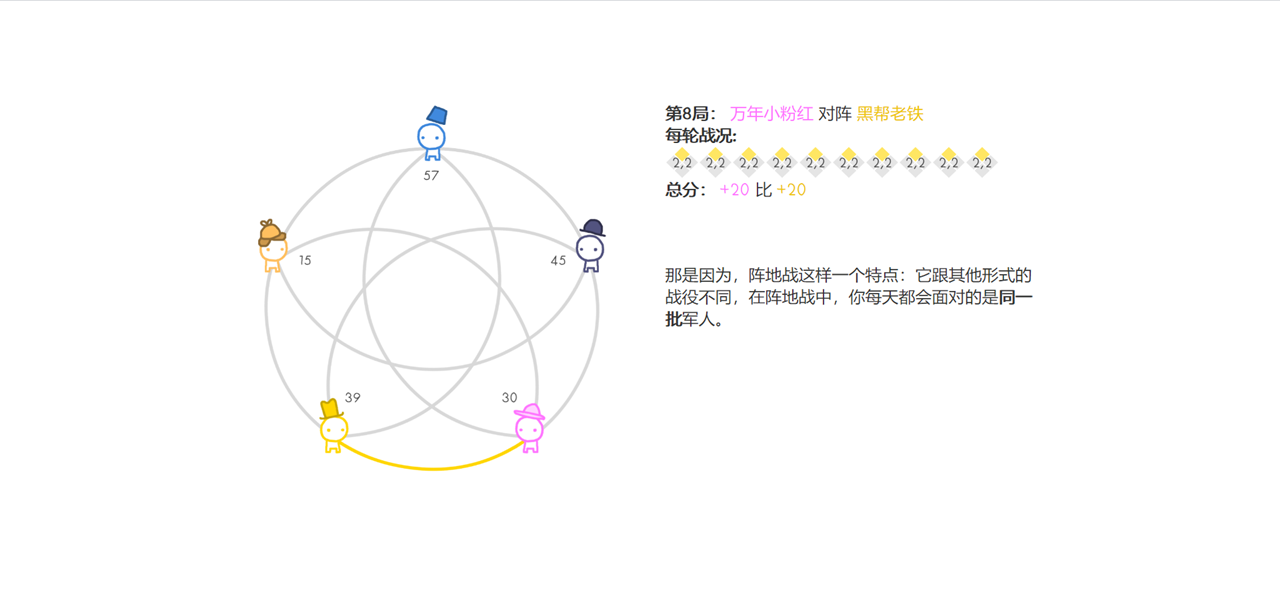 57
15
45
39
30
第8局： 万年小粉红 对阵 黑帮老铁
每轮战况:
2,2 2,2 2,2 2,2 2,2 2,2 2,2 2,2 2,2 2,2
总分： +20 比 +20
那是因为，阵地战这样一个特点：它跟其他形式的
战役不同，在阵地战中，你每天都会面对的是同一
批军人。